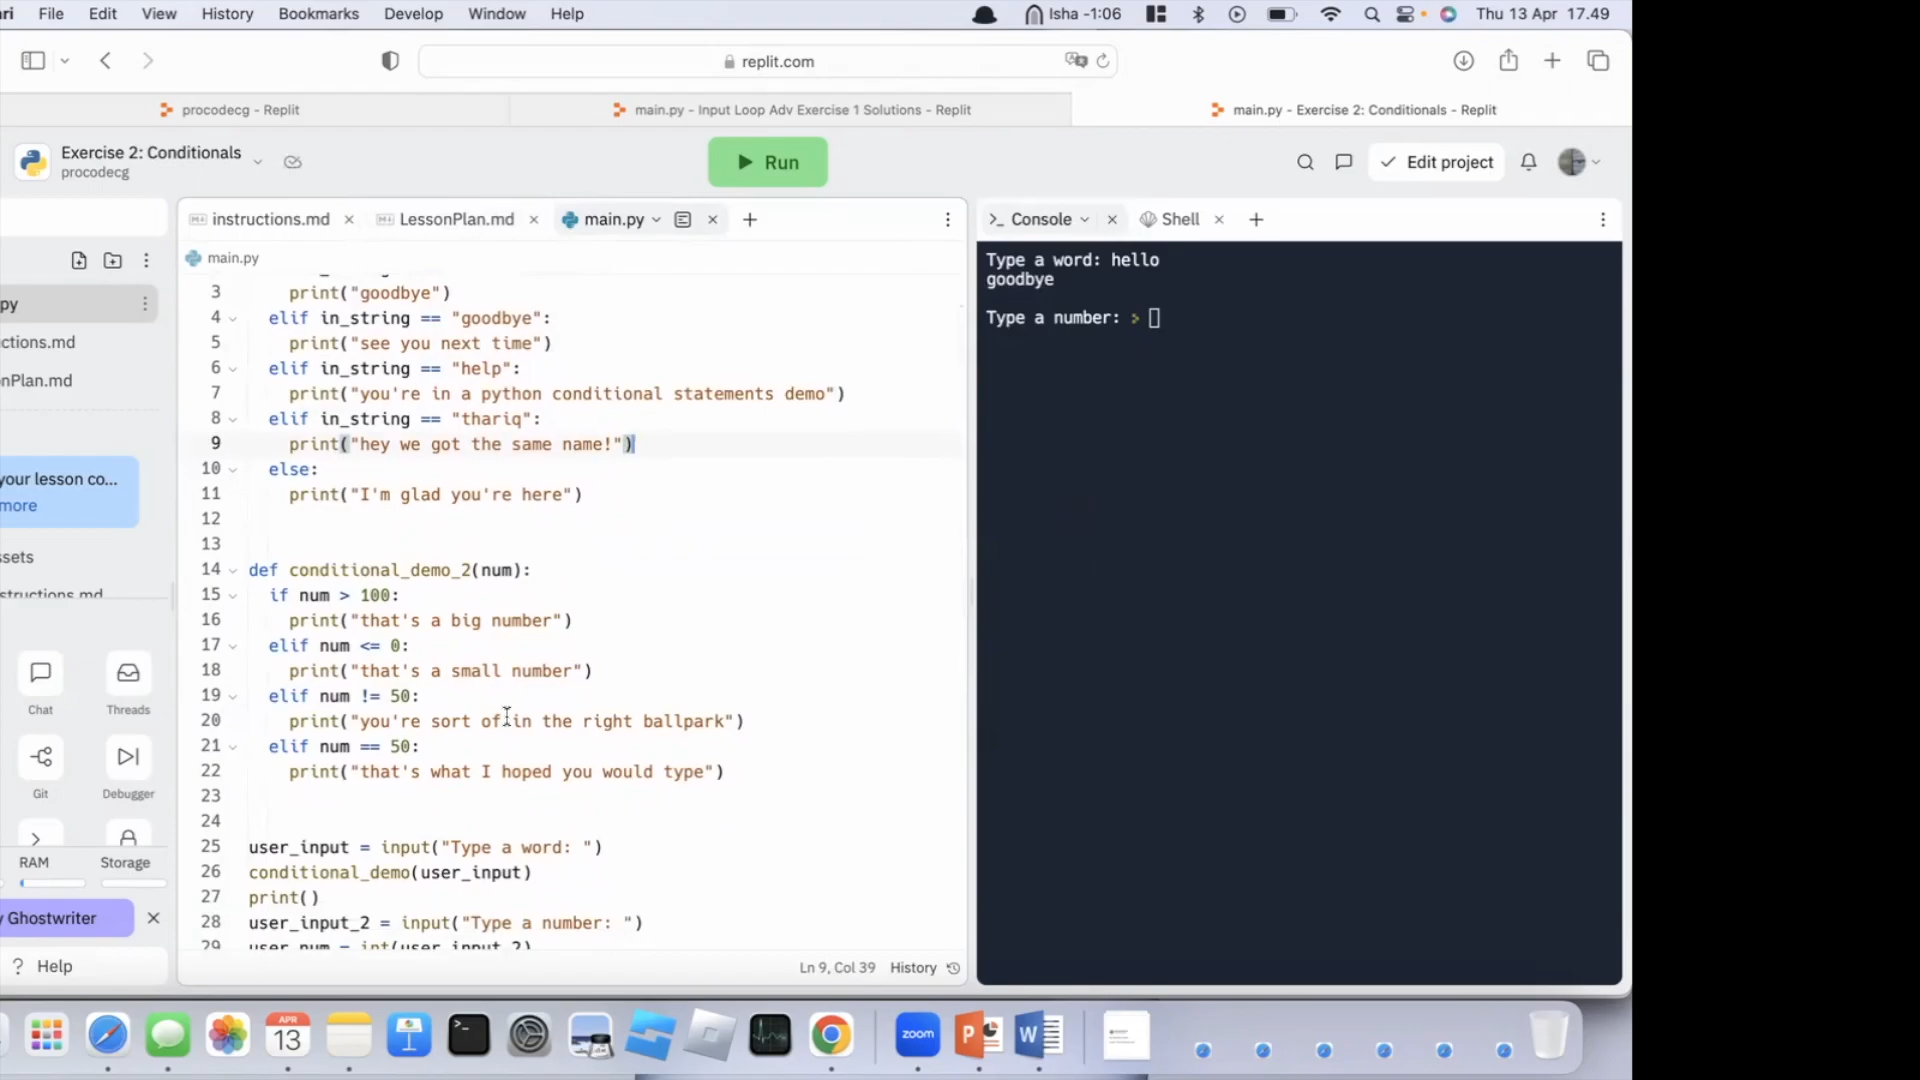 ri File Edit View History Bookmarks Develop Window Help Isha -1:06 Thu 13 Apr 17.49
replit.com
procodecg - Replit main.py - Input Loop Adv Exercise 1 Solutions - Replit main.py - Exercise 2: Conditionals - Replit
Exercise 2: Conditionals
procodecg
Run
Edit project
instructions.md LessonPlan.md main.py
Console Shell
py
ctions.md
nPlan.md
your lesson co...
more
ssets
structions.md
Chat Threads
Git Debugger
RAM Storage
y Ghostwriter
? Help
main.py
3 print("goodbye")
4 elif in_string == "goodbye":
5 print("see you next time")
6 elif in_string == "help":
7 print("you're in a python conditional statements demo")
8 elif in_string == "thariq":
9 print("hey we got the same name!")
10 else:
11 print("I'm glad you're here")
12
13
14 def conditional_demo_2(num):
15 if num > 100:
16 print("that's a big number")
17 elif num <= 0:
18 print("that's a small number")
19 elif num != 50:
20 print("you're sort of in the right ballpark")
21 elif num == 50:
22 print("that's what I hoped you would type")
23
24
25 user_input = input("Type a word: ")
26 conditional_demo(user_input)
27 print()
28 user_input_2 = input("Type a number: ")
29 user_num = int(user_input_2)
Ln 9, Col 39 History
Type a word: hello
goodbye
Type a number: >
APR
13
zoom
P
W